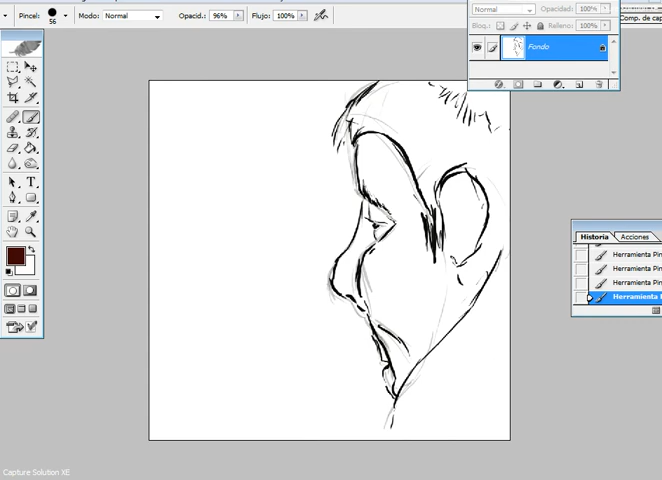 Pincel: 56 Modo: Normal Opacid.: 96% Flujo: 100%
Normal Opacidad: 100%
Comp. de cap
Bloq.: Relleno: 100%
Fondo
T
Historia Acciones
Herramienta Pin
Herramienta Pin
Herramienta Pin
Herramienta
Capture Solution XE